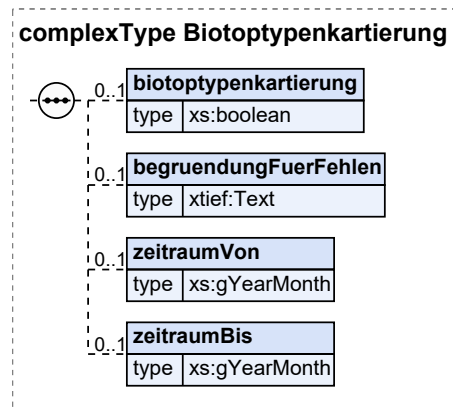 complexType Biotoptypenkartierung
0..1 biotoptypenkartierung
type xs:boolean
0..1 begruendungFuerFehlen
type xtief:Text
0..1 zeitraumVon
type xs:gYearMonth
0..1 zeitraumBis
type xs:gYearMonth